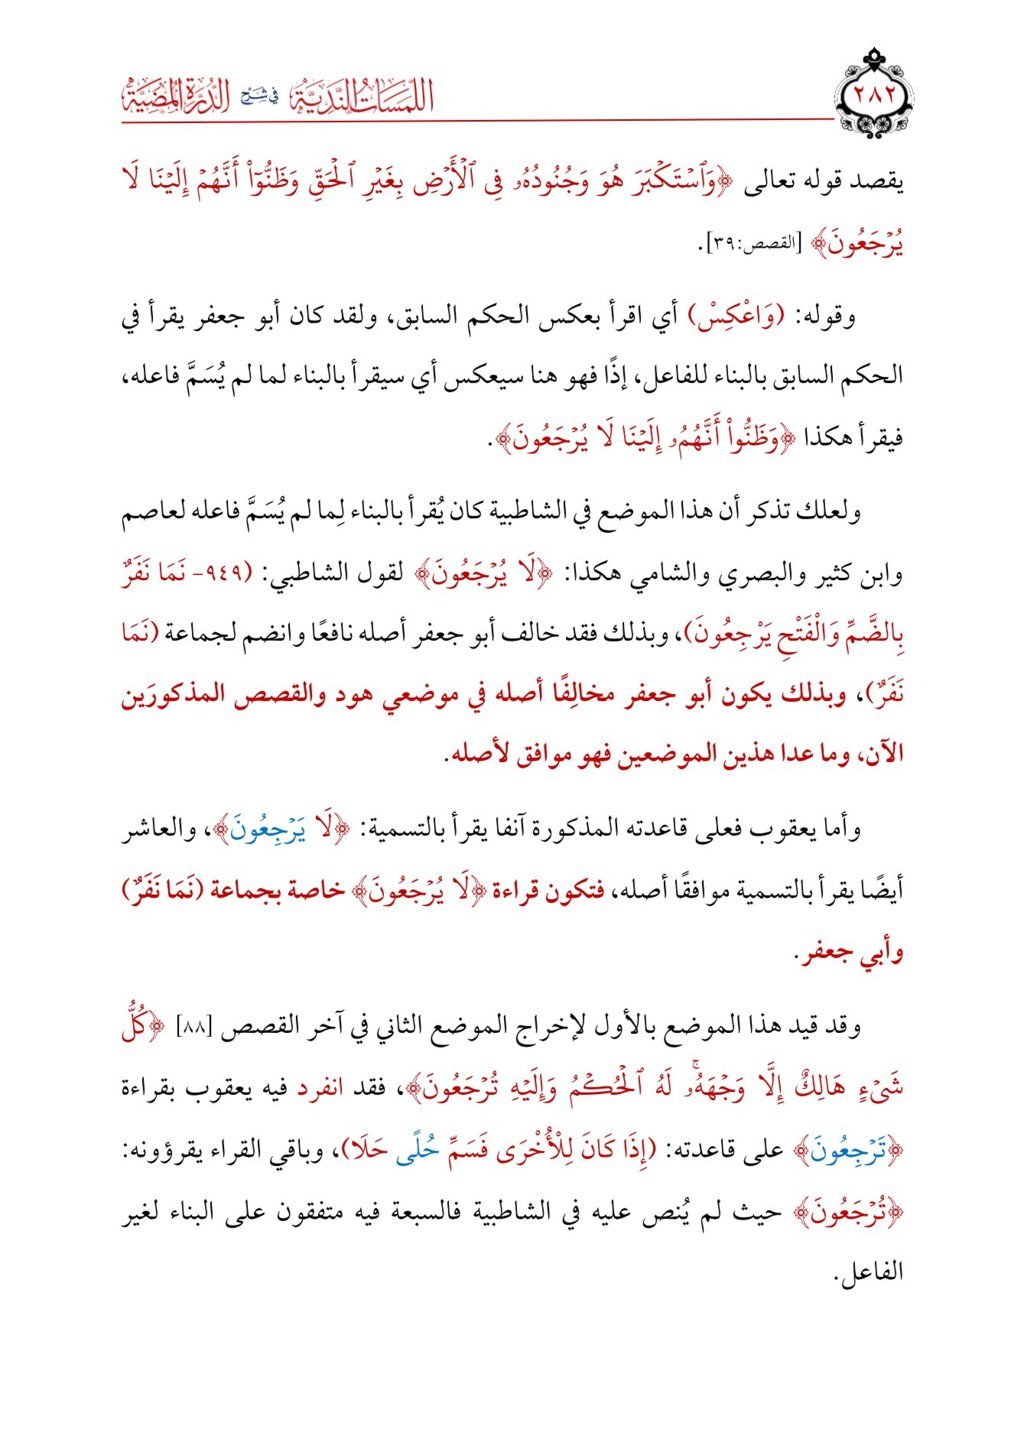 اللمسات الندية في شرح الدرة المضية
٢٨٢
يقصد قوله تعالى ﴿وَٱسۡتَكۡبَرَ هُوَ وَجُنُودُهُۥ فِي ٱلۡأَرۡضِ بِغَيۡرِ ٱلۡحَقِّ وَظَنُّوٓاْ أَنَّهُمۡ إِلَيۡنَا لَا
يُرۡجَعُونَ﴾ [القصص:٣٩].
وقوله: (وَاعْكِسْ) أي اقرأ بعكس الحكم السابق، ولقد كان أبو جعفر يقرأ في
الحكم السابق بالبناء للفاعل، إذًا فهو هنا سيعكس أي سيقرأ بالبناء لما لم يُسَمَّ فاعله،
فيقرأ هكذا ﴿وَظَنُّواْ أَنَّهُمُۥ إِلَيۡنَا لَا يُرۡجَعُونَ﴾.
ولعلك تذكر أن هذا الموضع في الشاطبية كان يُقرأ بالبناء لِما لم يُسَمَّ فاعله لعاصم
وابن كثير والبصري والشامي هكذا: ﴿لَا يُرۡجَعُونَ﴾ لقول الشاطبي: (٩٤٩- نَمَا نَفَرٌ
بِالضَّمِّ وَالْفَتْحِ يَرْجِعُونَ)، وبذلك فقد خالف أبو جعفر أصله نافعًا وانضم لجماعة (نَمَا
نَفَرٌ)، وبذلك يكون أبو جعفر مخالِفًا أصله في موضعي هود والقصص المذكورَين
الآن، وما عدا هذين الموضعين فهو موافق لأصله.
وأما يعقوب فعلى قاعدته المذكورة آنفا يقرأ بالتسمية: ﴿لَا يَرۡجِعُونَ﴾، والعاشر
أيضًا يقرأ بالتسمية موافقًا أصله، فتكون قراءة ﴿لَا يُرۡجَعُونَ﴾ خاصة بجماعة (نَمَا نَفَرٌ)
وأبي جعفر.
وقد قيد هذا الموضع بالأول لإخراج الموضع الثاني في آخر القصص [٨٨] ﴿كُلُّ
شَيۡءٍ هَالِكٌ إِلَّا وَجۡهَهُۥۚ لَهُ ٱلۡحُكۡمُ وَإِلَيۡهِ تُرۡجَعُونَ﴾، فقد انفرد فيه يعقوب بقراءة
﴿تَرۡجِعُونَ﴾ على قاعدته: (إِذَا كَانَ لِلْأُخْرَى فَسَمِّ حُلًى حَلَا)، وباقي القراء يقرؤونه:
﴿تُرۡجَعُونَ﴾ حيث لم يُنص عليه في الشاطبية فالسبعة فيه متفقون على البناء لغير
الفاعل.